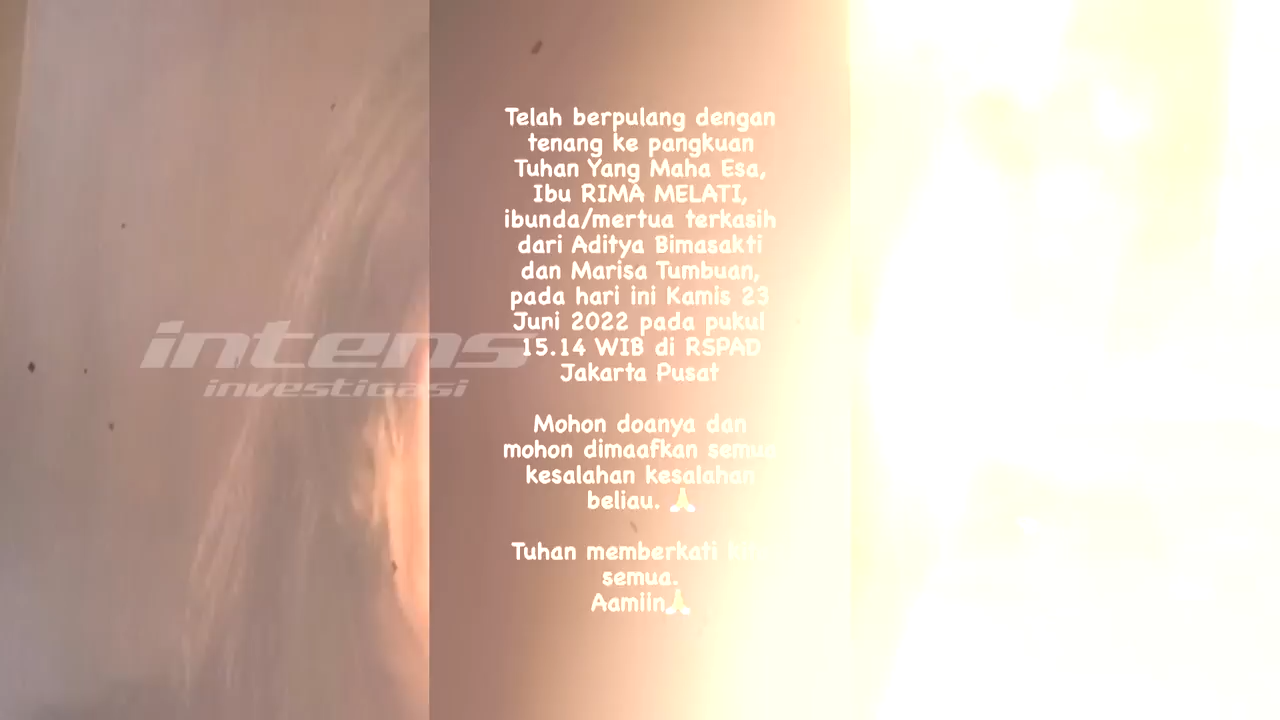 Telah berpulang dengan
tenang ke pangkuan
Tuhan Yang Maha Esa,
Ibu RIMA MELATI,
ibunda/mertua terkasih
dari Aditya Bimasakti
dan Marisa Tumbuan,
pada hari ini Kamis 23
Juni 2022 pada pukul
15.14 WIB di RSPAD
Jakarta Pusat
intens
investigasi
Mohon doanya dan
mohon dimaafkan semua
kesalahan kesalahan
beliau. 🙏
Tuhan memberkati
semua.
Aamiin🙏